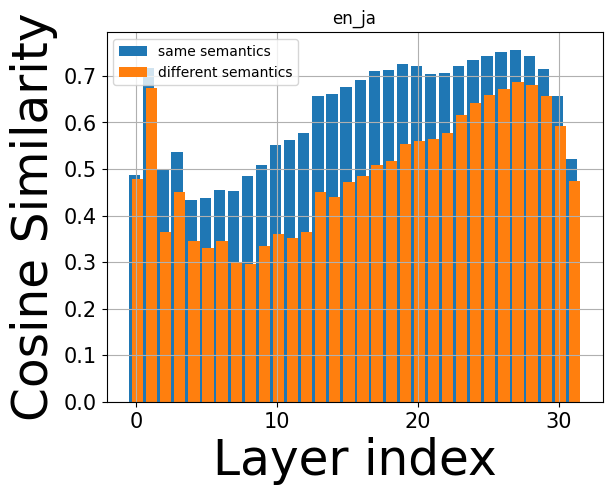 en_ja
same semantics
different semantics
Cosine Similarity
0.7
0.6
0.5
0.4
0.3
0.2
0.1
0.0
0 10 20 30
Layer index